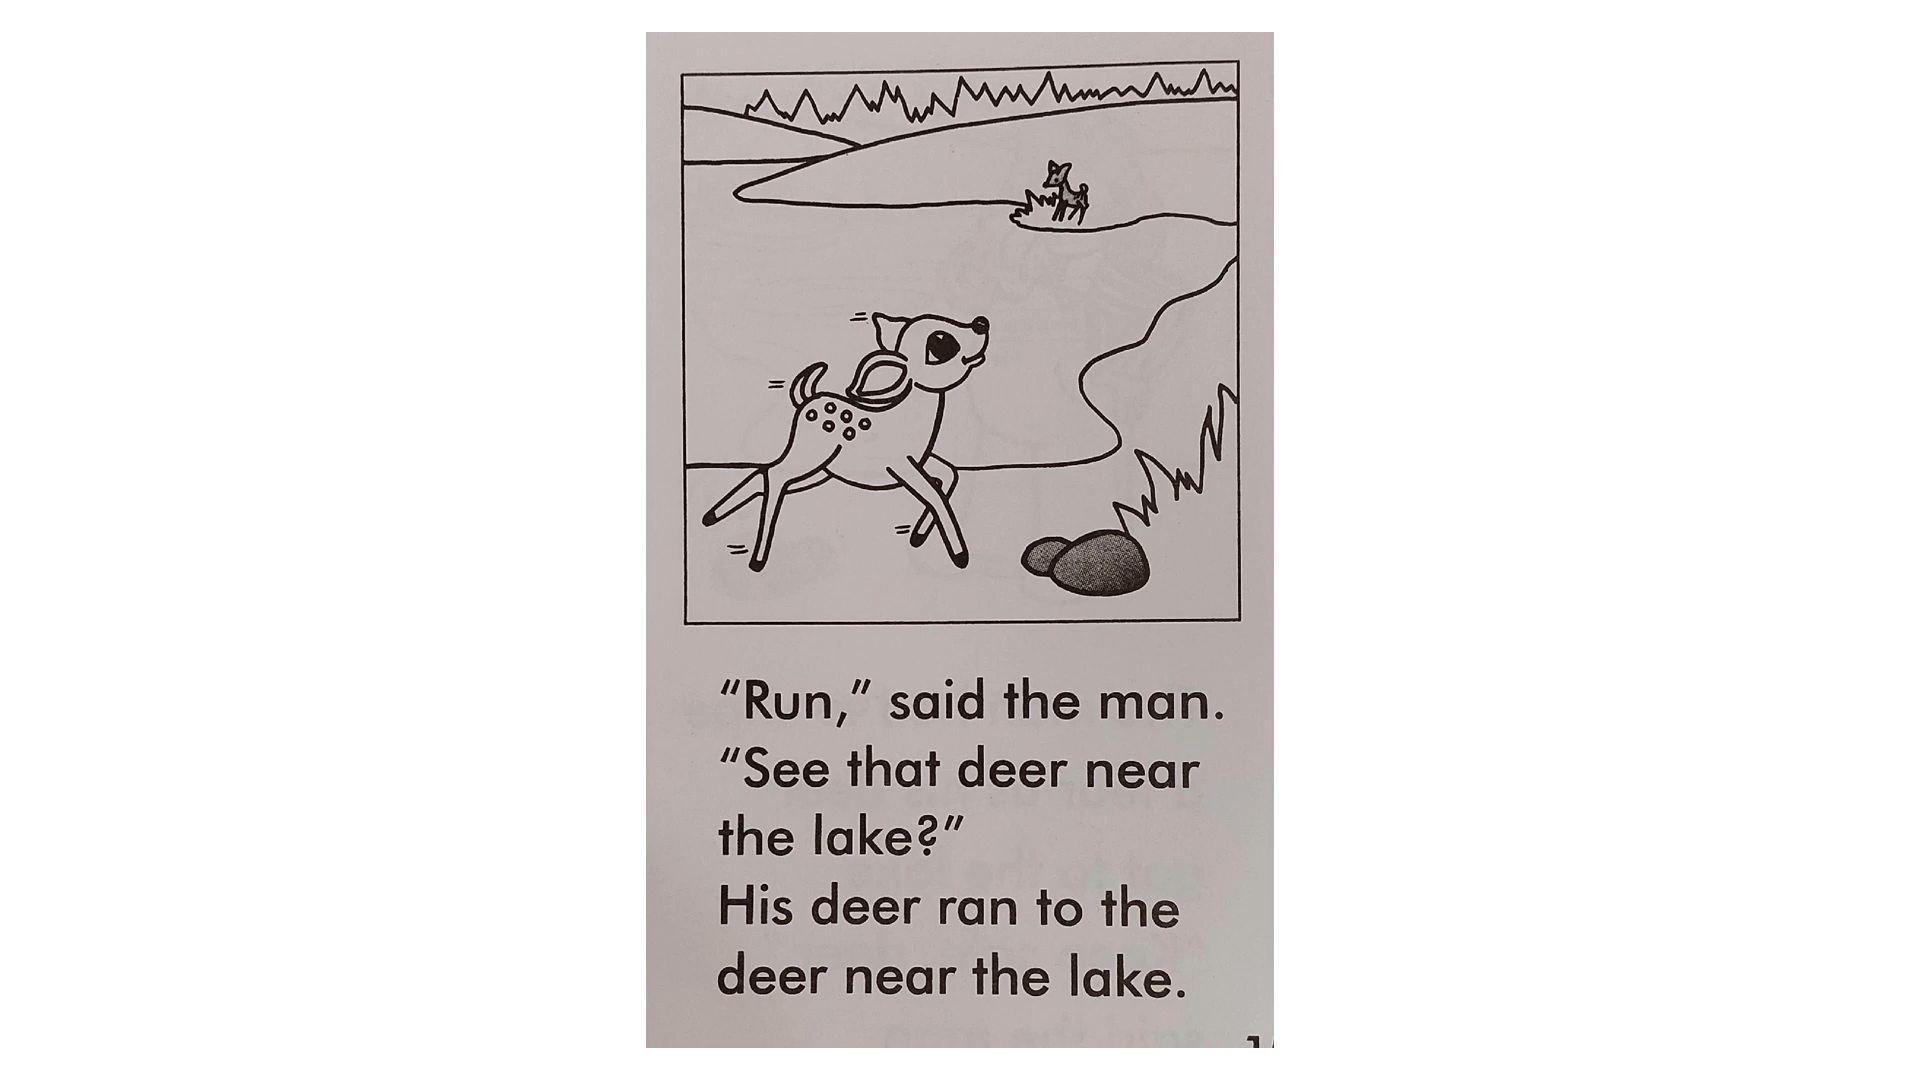 “Run,” said the man.
“See that deer near
the lake?”
His deer ran to the
deer near the lake.